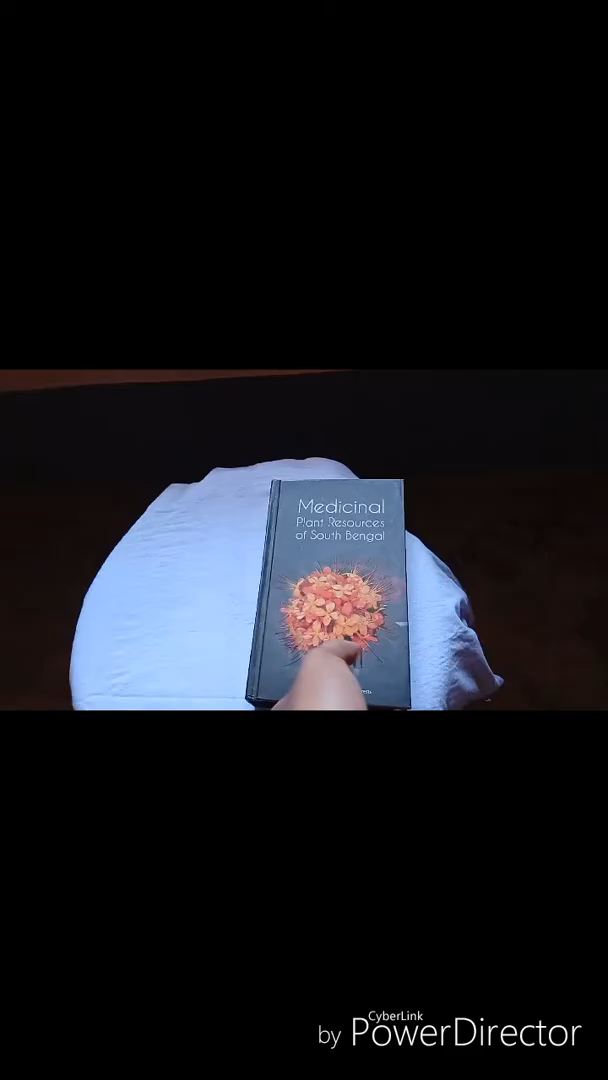 Medicinal
Plant Resources
of South Bengal
CyberLink
by PowerDirector